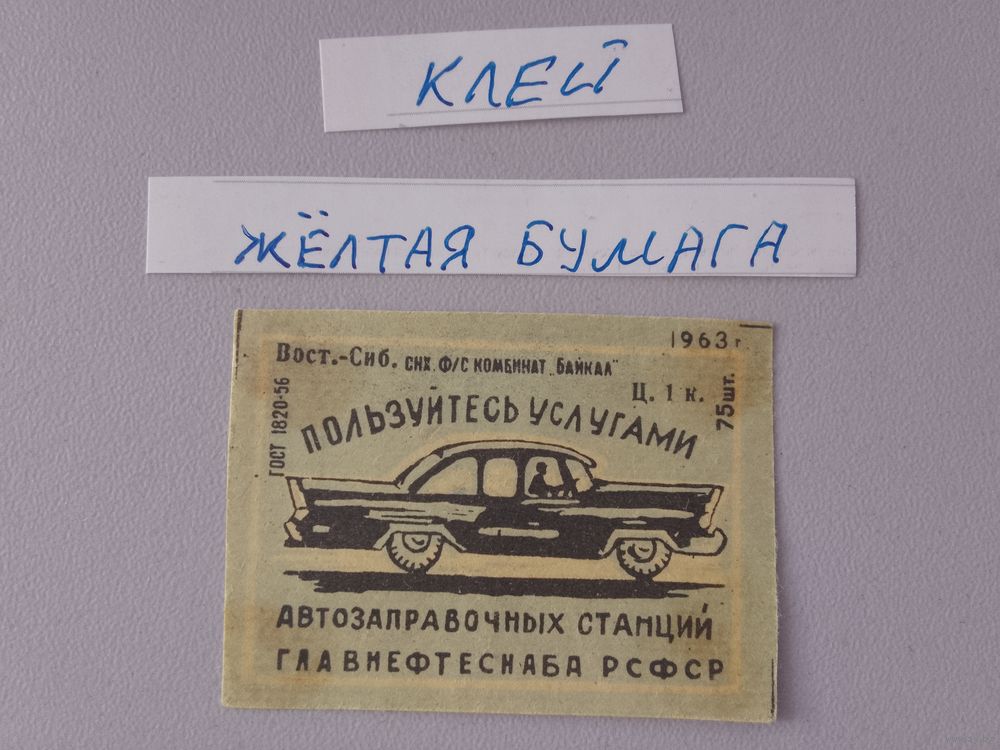 КЛЕЙ
ЖЁЛТАЯ БУМАГА
1963 г.
Вост.-Сиб. СНХ. Ф/С КОМБИНАТ „БАЙКАЛ"
Ц. 1 к.
75 шт.
ГОСТ 1820-56
ПОЛЬЗУЙТЕСЬ УСЛУГАМИ
АВТОЗАПРАВОЧНЫХ СТАНЦИЙ
ГЛАВНЕФТЕСНАБА РСФСР